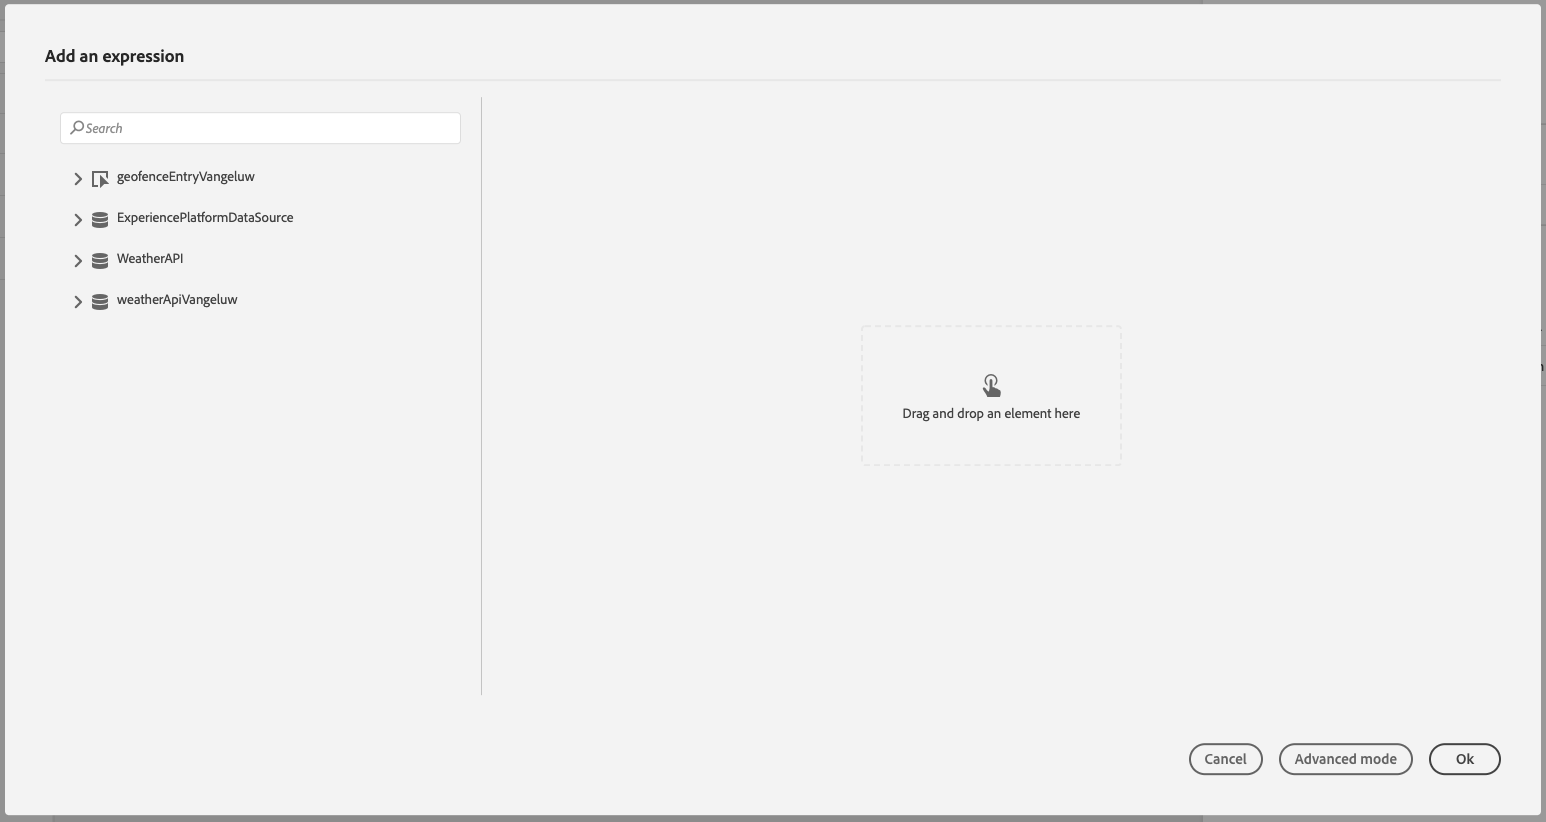 Add an expression
Search
geofenceEntryVangeluw
ExperiencePlatformDataSource
WeatherAPI
weatherApiVangeluw
Drag and drop an element here
Cancel
Advanced mode
Ok